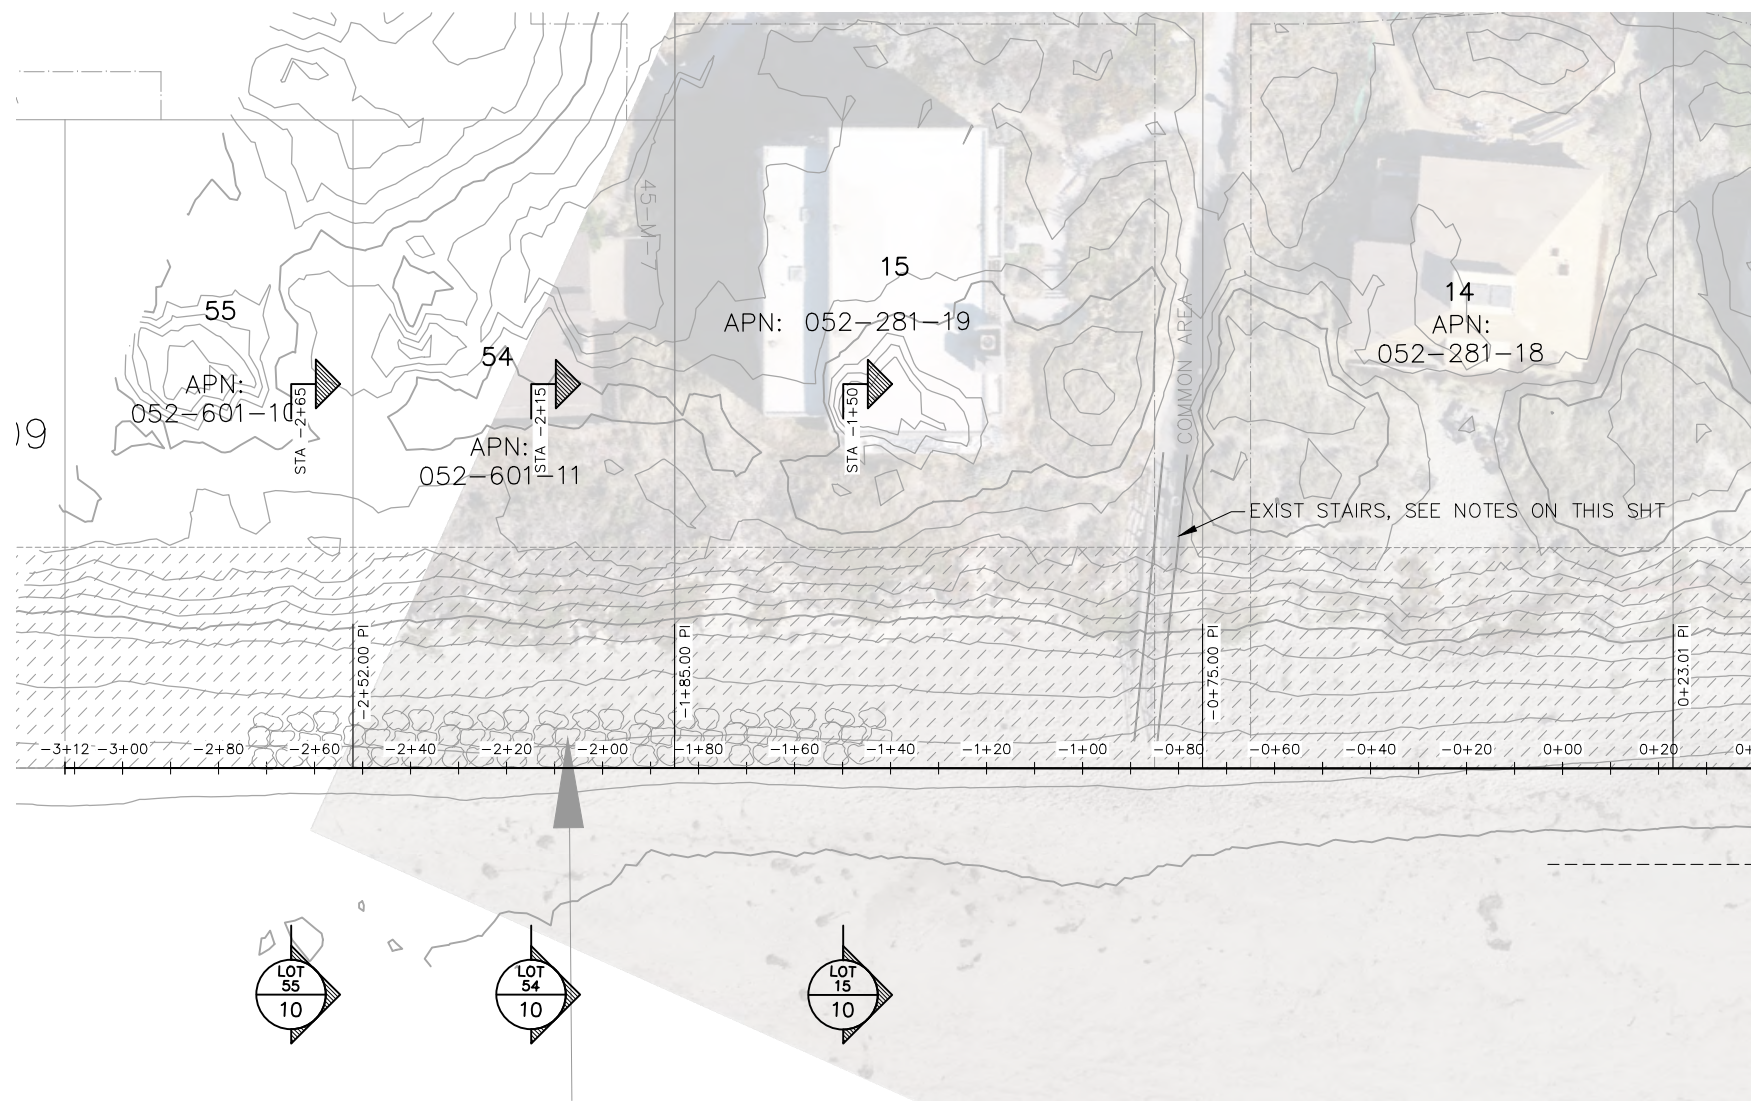 45-M-7
15
APN: 052-281-19
14
APN:
052-281-18
55
APN:
052-601-10
54
APN:
052-601-11
STA -2+65
STA -2+15
STA -1+50
COMMON AREA
EXIST STAIRS, SEE NOTES ON THIS SHT
-2+52.00 PI
-1+85.00 PI
-0+75.00 PI
0+23.01 PI
-3+12 -3+00 -2+80 -2+60 -2+40 -2+20 -2+00 -1+80 -1+60 -1+40 -1+20 -1+00 -0+80 -0+60 -0+40 -0+20 0+00 0+20
LOT
55
10
LOT
54
10
LOT
15
10